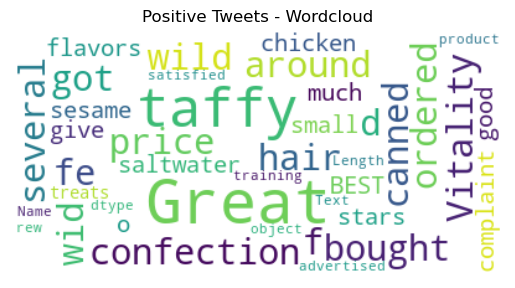 Positive Tweets - Wordcloud
flavors
wild
chicken
product
got
satisfied
around
several
taffy
much
canned
ordered
Vitality
good
sesame
give
price
small
d
fe
saltwater
hair
Length
training
BEST
treats
Great
Text
complaint
Name
dtype
stars
rew
wid
o
object
confection
f
bought
advertised